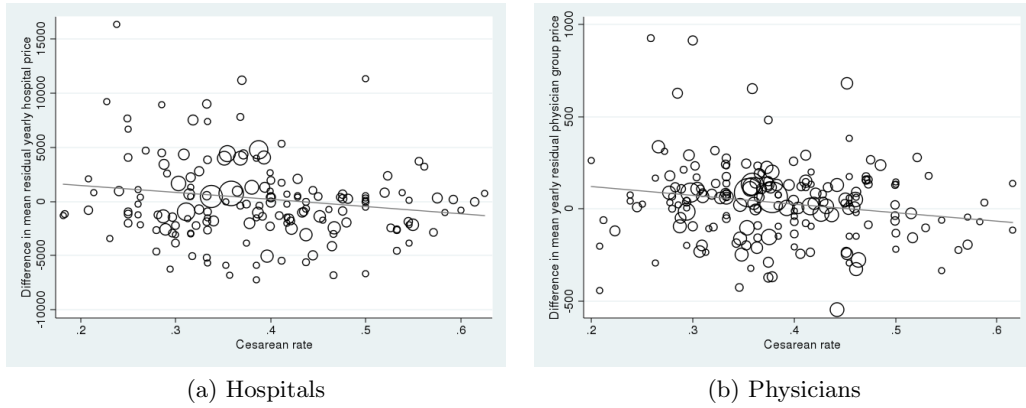 Difference in mean residual yearly hospital price
15000
10000
5000
0
-5000
-10000
.2 .3 .4 .5 .6
Cesarean rate
(a) Hospitals
Difference in mean yearly residual physician group price
1000
500
0
-500
.2 .3 .4 .5 .6
Cesarean rate
(b) Physicians